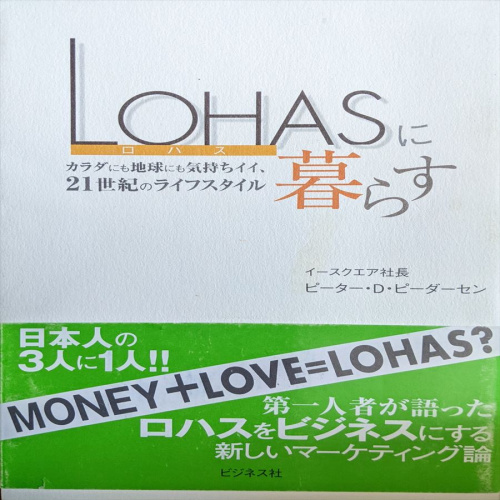 LOHASに
ロハス
カラダにも地球にも気持ちイイ、
21世紀のライフスタイル
暮らす
イースクエア社長
ピーター・D・ピーダーセン
日本人の
3人に1人!!
MONEY+LOVE=LOHAS?
第一人者が語った
ロハスをビジネスにする
新しいマーケティング論
ビジネス社